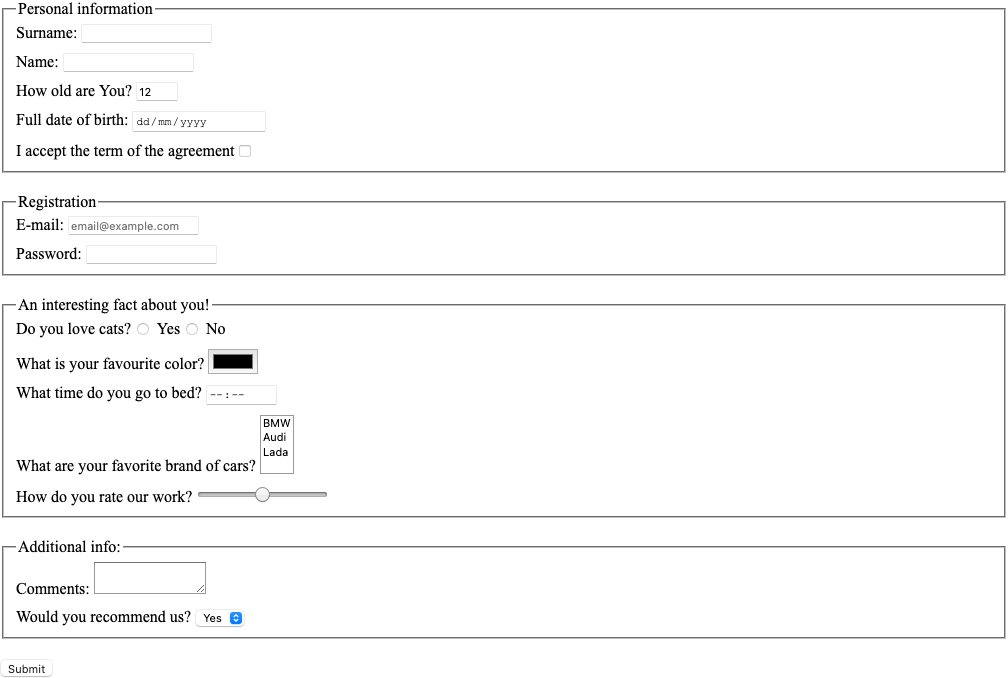 Personal information
Surname:
Name:
How old are You? 12
Full date of birth: dd/mm/yyyy
I accept the term of the agreement
Registration
E-mail: email@example.com
Password:
An interesting fact about you!
Do you love cats? Yes No
What is your favourite color?
What time do you go to bed? --:--
BMW
Audi
Lada
What are your favorite brand of cars?
How do you rate our work?
Additional info:
Comments:
Would you recommend us? Yes
Submit